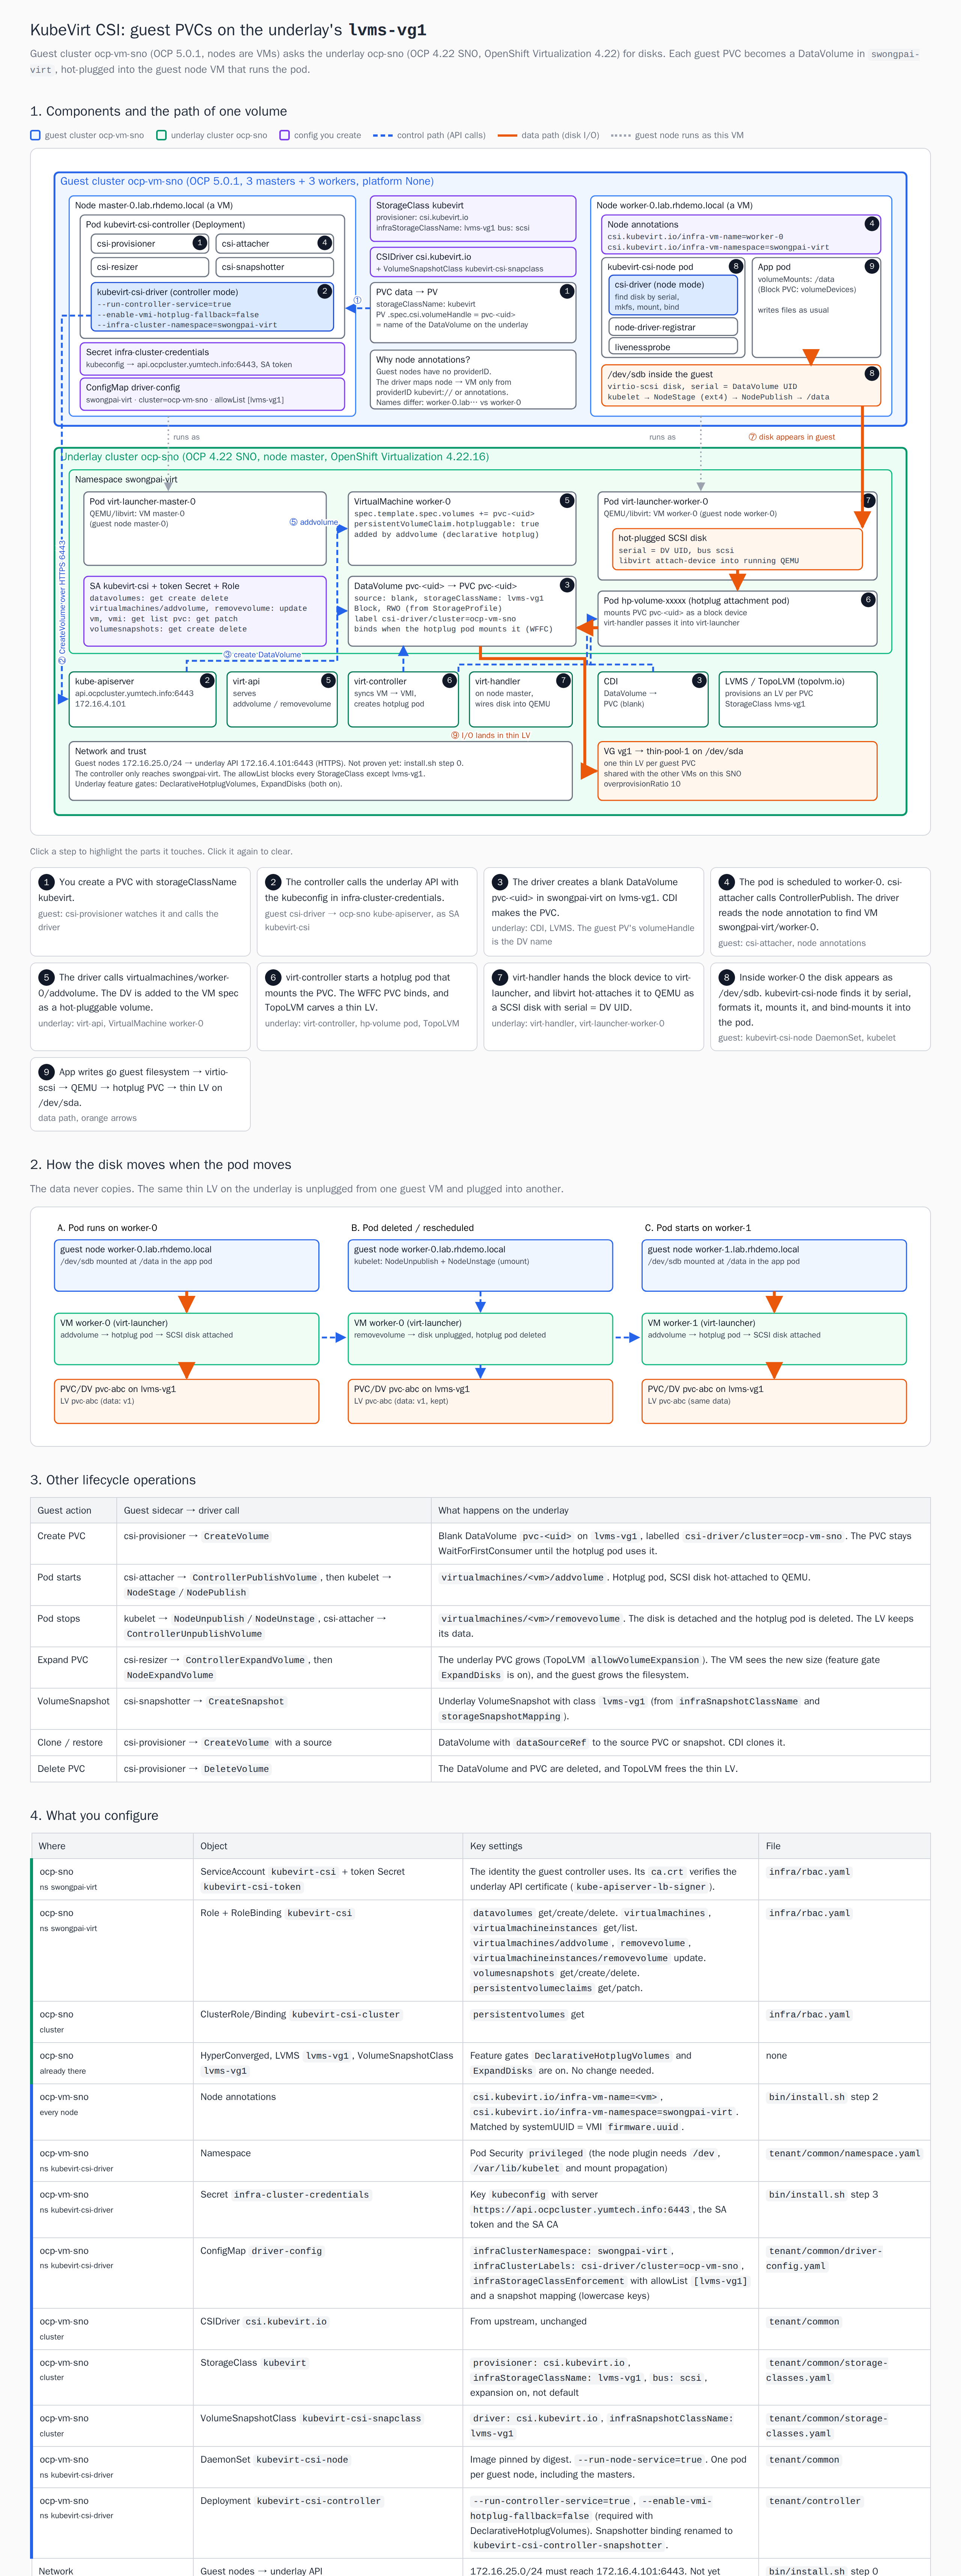 KubeVirt CSI: guest PVCs on the underlay's lvms-vg1
Guest cluster ocp-vm-sno (OCP 5.0.1, nodes are VMs) asks the underlay ocp-sno (OCP 4.22 SNO, OpenShift Virtualization 4.22) for disks. Each guest PVC becomes a DataVolume in swongpai-
virt , hot-plugged into the guest node VM that runs the pod.
1. Components and the path of one volume
guest cluster ocp-vm-sno
underlay cluster ocp-sno
config you create
control path (API calls)
data path (disk I/O)
guest node runs as this VM
Guest cluster ocp-vm-sno (OCP 5.0.1, 3 masters + 3 workers, platform None)
Node master-0.lab.rhdemo.local (a VM)
Pod kubevirt-csi-controller (Deployment)
csi-provisioner 1
csi-attacher 4
csi-resizer
csi-snapshotter
kubevirt-csi-driver (controller mode) 2
--run-controller-service=true
--enable-vmi-hotplug-fallback=false
--infra-cluster-namespace=swongpai-virt
Secret infra-cluster-credentials
kubeconfig → api.ocpcluster.yumtech.info:6443, SA token
ConfigMap driver-config
swongpai-virt · cluster=ocp-vm-sno · allowList [lvms-vg1]
StorageClass kubevirt
provisioner: csi.kubevirt.io
infraStorageClassName: lvms-vg1 bus: scsi
CSIDriver csi.kubevirt.io
+ VolumeSnapshotClass kubevirt-csi-snapclass
①
PVC data → PV 1
storageClassName: kubevirt
PV .spec.csi.volumeHandle = pvc-<uid>
= name of the DataVolume on the underlay
Why node annotations?
Guest nodes have no providerID.
The driver maps node → VM only from
providerID kubevirt:// or annotations.
Names differ: worker-0.lab… vs worker-0
Node worker-0.lab.rhdemo.local (a VM)
Node annotations 4
csi.kubevirt.io/infra-vm-name=worker-0
csi.kubevirt.io/infra-vm-namespace=swongpai-virt
kubevirt-csi-node pod 8
csi-driver (node mode)
find disk by serial,
mkfs, mount, bind
node-driver-registrar
livenessprobe
App pod 9
volumeMounts: /data
(Block PVC: volumeDevices)
writes files as usual
/dev/sdb inside the guest 8
virtio-scsi disk, serial = DataVolume UID
kubelet → NodeStage (ext4) → NodePublish → /data
runs as
runs as
⑦ disk appears in guest
Underlay cluster ocp-sno (OCP 4.22 SNO, node master, OpenShift Virtualization 4.22.16)
Namespace swongpai-virt
Pod virt-launcher-master-0
QEMU/libvirt: VM master-0
(guest node master-0)
⑤ addvolume
VirtualMachine worker-0 5
spec.template.spec.volumes += pvc-<uid>
persistentVolumeClaim.hotpluggable: true
added by addvolume (declarative hotplug)
Pod virt-launcher-worker-0 7
QEMU/libvirt: VM worker-0 (guest node worker-0)
hot-plugged SCSI disk
serial = DV UID, bus scsi
libvirt attach-device into running QEMU
② CreateVolume over HTTPS 6443
SA kubevirt-csi + token Secret + Role
datavolumes: get create delete
virtualmachines/addvolume, removevolume: update
vm, vmi: get list pvc: get patch
volumesnapshots: get create delete
DataVolume pvc-<uid> → PVC pvc-<uid> 3
source: blank, storageClassName: lvms-vg1
Block, RWO (from StorageProfile)
label csi-driver/cluster=ocp-vm-sno
binds when the hotplug pod mounts it (WFFC)
Pod hp-volume-xxxxx (hotplug attachment pod) 6
mounts PVC pvc-<uid> as a block device
virt-handler passes it into virt-launcher
③ create DataVolume
kube-apiserver 2
api.ocpcluster.yumtech.info:6443
172.16.4.101
virt-api 5
serves
addvolume / removevolume
virt-controller 6
syncs VM → VMI,
creates hotplug pod
virt-handler 7
on node master,
wires disk into QEMU
CDI 3
DataVolume →
PVC (blank)
LVMS / TopoLVM (topolvm.io)
provisions an LV per PVC
StorageClass lvms-vg1
⑨ I/O lands in thin LV
Network and trust
Guest nodes 172.16.25.0/24 → underlay API 172.16.4.101:6443 (HTTPS). Not proven yet: install.sh step 0.
The controller only reaches swongpai-virt. The allowList blocks every StorageClass except lvms-vg1.
Underlay feature gates: DeclarativeHotplugVolumes, ExpandDisks (both on).
VG vg1 → thin-pool-1 on /dev/sda
one thin LV per guest PVC
shared with the other VMs on this SNO
overprovisionRatio 10
Click a step to highlight the parts it touches. Click it again to clear.
1 You create a PVC with storageClassName
kubevirt.
guest: csi-provisioner watches it and calls the
driver
2 The controller calls the underlay API with
the kubeconfig in infra-cluster-credentials.
guest csi-driver → ocp-sno kube-apiserver, as SA
kubevirt-csi
3 The driver creates a blank DataVolume
pvc-<uid> in swongpai-virt on lvms-vg1. CDI
makes the PVC.
underlay: CDI, LVMS. The guest PV's volumeHandle
is the DV name
4 The pod is scheduled to worker-0. csi-
attacher calls ControllerPublish. The driver
reads the node annotation to find VM
swongpai-virt/worker-0.
guest: csi-attacher, node annotations
5 The driver calls virtualmachines/worker-
0/addvolume. The DV is added to the VM spec
as a hot-pluggable volume.
underlay: virt-api, VirtualMachine worker-0
6 virt-controller starts a hotplug pod that
mounts the PVC. The WFFC PVC binds, and
TopoLVM carves a thin LV.
underlay: virt-controller, hp-volume pod, TopoLVM
7 virt-handler hands the block device to virt-
launcher, and libvirt hot-attaches it to QEMU as
a SCSI disk with serial = DV UID.
underlay: virt-handler, virt-launcher-worker-0
8 Inside worker-0 the disk appears as
/dev/sdb. kubevirt-csi-node finds it by serial,
formats it, mounts it, and bind-mounts it into
the pod.
guest: kubevirt-csi-node DaemonSet, kubelet
9 App writes go guest filesystem → virtio-
scsi → QEMU → hotplug PVC → thin LV on
/dev/sda.
data path, orange arrows
2. How the disk moves when the pod moves
The data never copies. The same thin LV on the underlay is unplugged from one guest VM and plugged into another.
A. Pod runs on worker-0
guest node worker-0.lab.rhdemo.local
/dev/sdb mounted at /data in the app pod
VM worker-0 (virt-launcher)
addvolume → hotplug pod → SCSI disk attached
PVC/DV pvc-abc on lvms-vg1
LV pvc-abc (data: v1)
B. Pod deleted / rescheduled
guest node worker-0.lab.rhdemo.local
kubelet: NodeUnpublish + NodeUnstage (umount)
VM worker-0 (virt-launcher)
removevolume → disk unplugged, hotplug pod deleted
PVC/DV pvc-abc on lvms-vg1
LV pvc-abc (data: v1, kept)
C. Pod starts on worker-1
guest node worker-1.lab.rhdemo.local
/dev/sdb mounted at /data in the app pod
VM worker-1 (virt-launcher)
addvolume → hotplug pod → SCSI disk attached
PVC/DV pvc-abc on lvms-vg1
LV pvc-abc (same data)
3. Other lifecycle operations
Guest action
Guest sidecar → driver call
What happens on the underlay
Create PVC
csi-provisioner → CreateVolume
Blank DataVolume pvc-<uid> on lvms-vg1 , labelled csi-driver/cluster=ocp-vm-sno . The PVC stays
WaitForFirstConsumer until the hotplug pod uses it.
Pod starts
csi-attacher → ControllerPublishVolume , then kubelet →
NodeStage / NodePublish
virtualmachines/<vm>/addvolume . Hotplug pod, SCSI disk hot-attached to QEMU.
Pod stops
kubelet → NodeUnpublish / NodeUnstage , csi-attacher →
ControllerUnpublishVolume
virtualmachines/<vm>/removevolume . The disk is detached and the hotplug pod is deleted. The LV keeps
its data.
Expand PVC
csi-resizer → ControllerExpandVolume , then
NodeExpandVolume
The underlay PVC grows (TopoLVM allowVolumeExpansion ). The VM sees the new size (feature gate
ExpandDisks is on), and the guest grows the filesystem.
VolumeSnapshot
csi-snapshotter → CreateSnapshot
Underlay VolumeSnapshot with class lvms-vg1 (from infraSnapshotClassName and
storageSnapshotMapping ).
Clone / restore
csi-provisioner → CreateVolume with a source
DataVolume with dataSourceRef to the source PVC or snapshot. CDI clones it.
Delete PVC
csi-provisioner → DeleteVolume
The DataVolume and PVC are deleted, and TopoLVM frees the thin LV.
4. What you configure
Where
Object
Key settings
File
ocp-sno
ns swongpai-virt
ServiceAccount kubevirt-csi + token Secret
kubevirt-csi-token
The identity the guest controller uses. Its ca.crt verifies the
underlay API certificate ( kube-apiserver-lb-signer ).
infra/rbac.yaml
ocp-sno
ns swongpai-virt
Role + RoleBinding kubevirt-csi
datavolumes get/create/delete. virtualmachines ,
virtualmachineinstances get/list.
virtualmachines/addvolume , removevolume ,
virtualmachineinstances/removevolume update.
volumesnapshots get/create/delete.
persistentvolumeclaims get/patch.
infra/rbac.yaml
ocp-sno
cluster
ClusterRole/Binding kubevirt-csi-cluster
persistentvolumes get
infra/rbac.yaml
ocp-sno
already there
HyperConverged, LVMS lvms-vg1 , VolumeSnapshotClass
lvms-vg1
Feature gates DeclarativeHotplugVolumes and
ExpandDisks are on. No change needed.
none
ocp-vm-sno
every node
Node annotations
csi.kubevirt.io/infra-vm-name=<vm> ,
csi.kubevirt.io/infra-vm-namespace=swongpai-virt .
Matched by systemUUID = VMI firmware.uuid .
bin/install.sh step 2
ocp-vm-sno
ns kubevirt-csi-driver
Namespace
Pod Security privileged (the node plugin needs /dev ,
/var/lib/kubelet and mount propagation)
tenant/common/namespace.yaml
ocp-vm-sno
ns kubevirt-csi-driver
Secret infra-cluster-credentials
Key kubeconfig with server
https://api.ocpcluster.yumtech.info:6443 , the SA
token and the SA CA
bin/install.sh step 3
ocp-vm-sno
ns kubevirt-csi-driver
ConfigMap driver-config
infraClusterNamespace: swongpai-virt ,
infraClusterLabels: csi-driver/cluster=ocp-vm-sno ,
infraStorageClassEnforcement with allowList [lvms-vg1]
and a snapshot mapping (lowercase keys)
tenant/common/driver-
config.yaml
ocp-vm-sno
cluster
CSIDriver csi.kubevirt.io
From upstream, unchanged
tenant/common
ocp-vm-sno
cluster
StorageClass kubevirt
provisioner: csi.kubevirt.io ,
infraStorageClassName: lvms-vg1 , bus: scsi ,
expansion on, not default
tenant/common/storage-
classes.yaml
ocp-vm-sno
cluster
VolumeSnapshotClass kubevirt-csi-snapclass
driver: csi.kubevirt.io , infraSnapshotClassName:
lvms-vg1
tenant/common/storage-
classes.yaml
ocp-vm-sno
ns kubevirt-csi-driver
DaemonSet kubevirt-csi-node
Image pinned by digest. --run-node-service=true . One pod
per guest node, including the masters.
tenant/common
ocp-vm-sno
ns kubevirt-csi-driver
Deployment kubevirt-csi-controller
--run-controller-service=true , --enable-vmi-
hotplug-fallback=false (required with
DeclarativeHotplugVolumes). Snapshotter binding renamed to
kubevirt-csi-controller-snapshotter .
tenant/controller
Network
Guest nodes → underlay API
172.16.25.0/24 must reach 172.16.4.101:6443. Not yet
bin/install.sh step 0